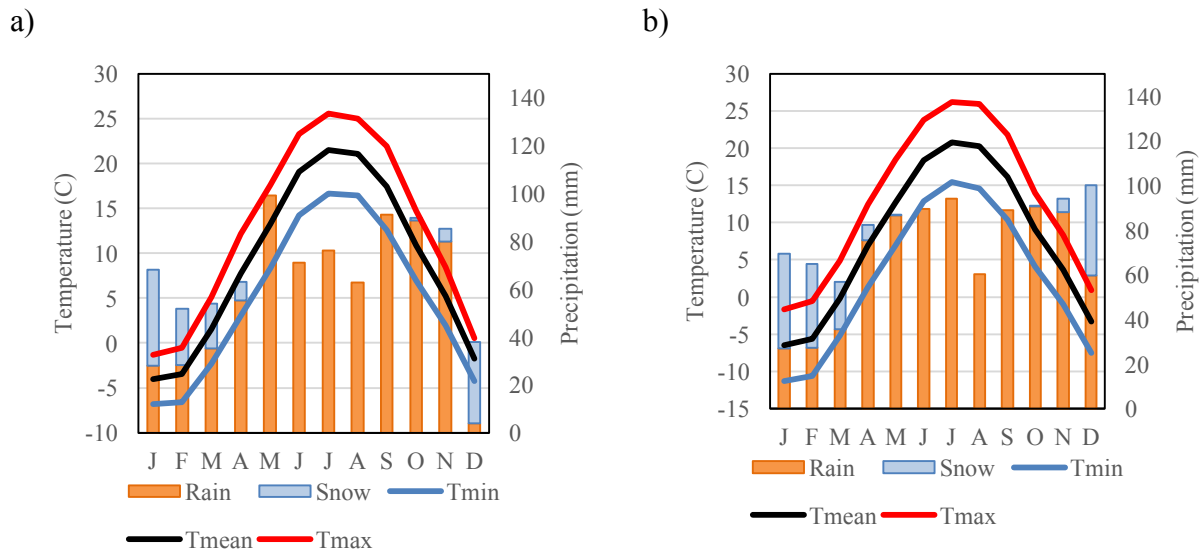 a)
30
25
20
15
10
5
0
-5
-10
Temperature (C)
140
120
100
80
60
40
20
0
Precipitation (mm)
J F M A M J J A S O N D
Rain Snow Tmin
Tmean Tmax
b)
30
25
20
15
10
5
0
-5
-10
-15
Temperature (C)
140
120
100
80
60
40
20
0
Precipitation (mm)
J F M A M J J A S O N D
Rain Snow Tmin
Tmean Tmax